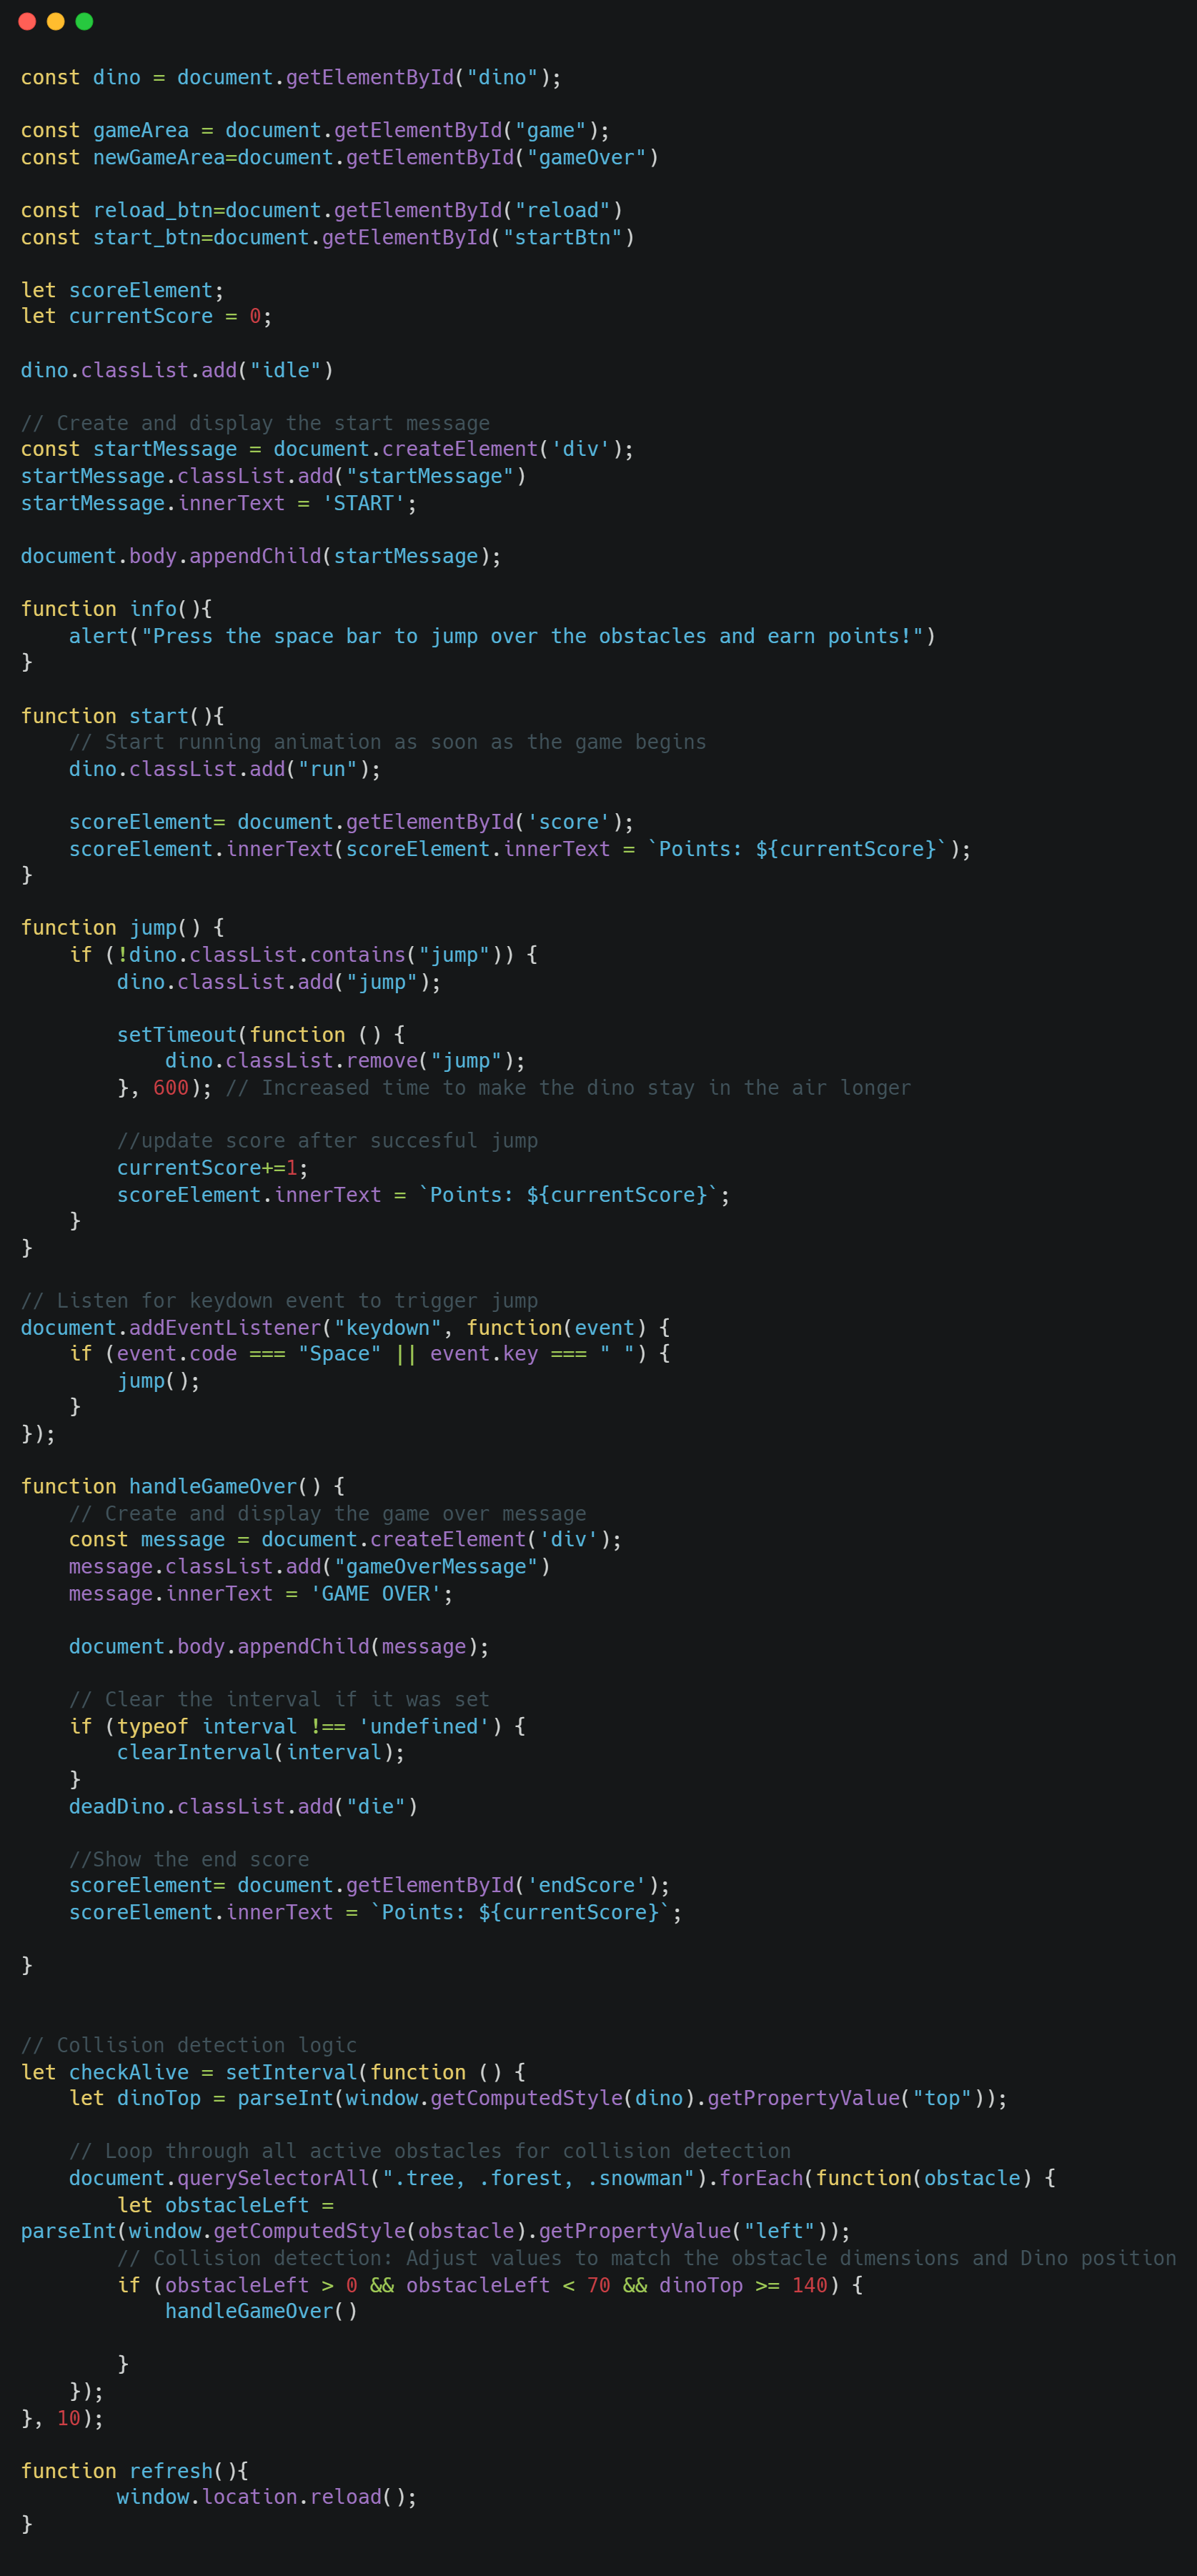 const dino = document.getElementById("dino");

const gameArea = document.getElementById("game");
const newGameArea=document.getElementById("gameOver")

const reload_btn=document.getElementById("reload")
const start_btn=document.getElementById("startBtn")

let scoreElement;
let currentScore = 0;

dino.classList.add("idle")

// Create and display the start message
const startMessage = document.createElement('div');
startMessage.classList.add("startMessage")
startMessage.innerText = 'START';

document.body.appendChild(startMessage);

function info(){
    alert("Press the space bar to jump over the obstacles and earn points!")
}

function start(){
    // Start running animation as soon as the game begins
    dino.classList.add("run");

    scoreElement= document.getElementById('score');
    scoreElement.innerText(scoreElement.innerText = `Points: ${currentScore}`);
}

function jump() {
    if (!dino.classList.contains("jump")) {
        dino.classList.add("jump");

        setTimeout(function () {
            dino.classList.remove("jump");
        }, 600); // Increased time to make the dino stay in the air longer

        //update score after succesful jump
        currentScore+=1;
        scoreElement.innerText = `Points: ${currentScore}`;
    }
}

// Listen for keydown event to trigger jump
document.addEventListener("keydown", function(event) {
    if (event.code === "Space" || event.key === " ") {
        jump();
    }
});

function handleGameOver() {
    // Create and display the game over message
    const message = document.createElement('div');
    message.classList.add("gameOverMessage")
    message.innerText = 'GAME OVER';

    document.body.appendChild(message);

    // Clear the interval if it was set
    if (typeof interval !== 'undefined') {
        clearInterval(interval);
    }
    deadDino.classList.add("die")

    //Show the end score
    scoreElement= document.getElementById('endScore');
    scoreElement.innerText = `Points: ${currentScore}`;

}


// Collision detection logic
let checkAlive = setInterval(function () {
    let dinoTop = parseInt(window.getComputedStyle(dino).getPropertyValue("top"));

    // Loop through all active obstacles for collision detection
    document.querySelectorAll(".tree, .forest, .snowman").forEach(function(obstacle) {
        let obstacleLeft =
parseInt(window.getComputedStyle(obstacle).getPropertyValue("left"));
        // Collision detection: Adjust values to match the obstacle dimensions and Dino position
        if (obstacleLeft > 0 && obstacleLeft < 70 && dinoTop >= 140) {
            handleGameOver()

        }
    });
}, 10);

function refresh(){
        window.location.reload();
}